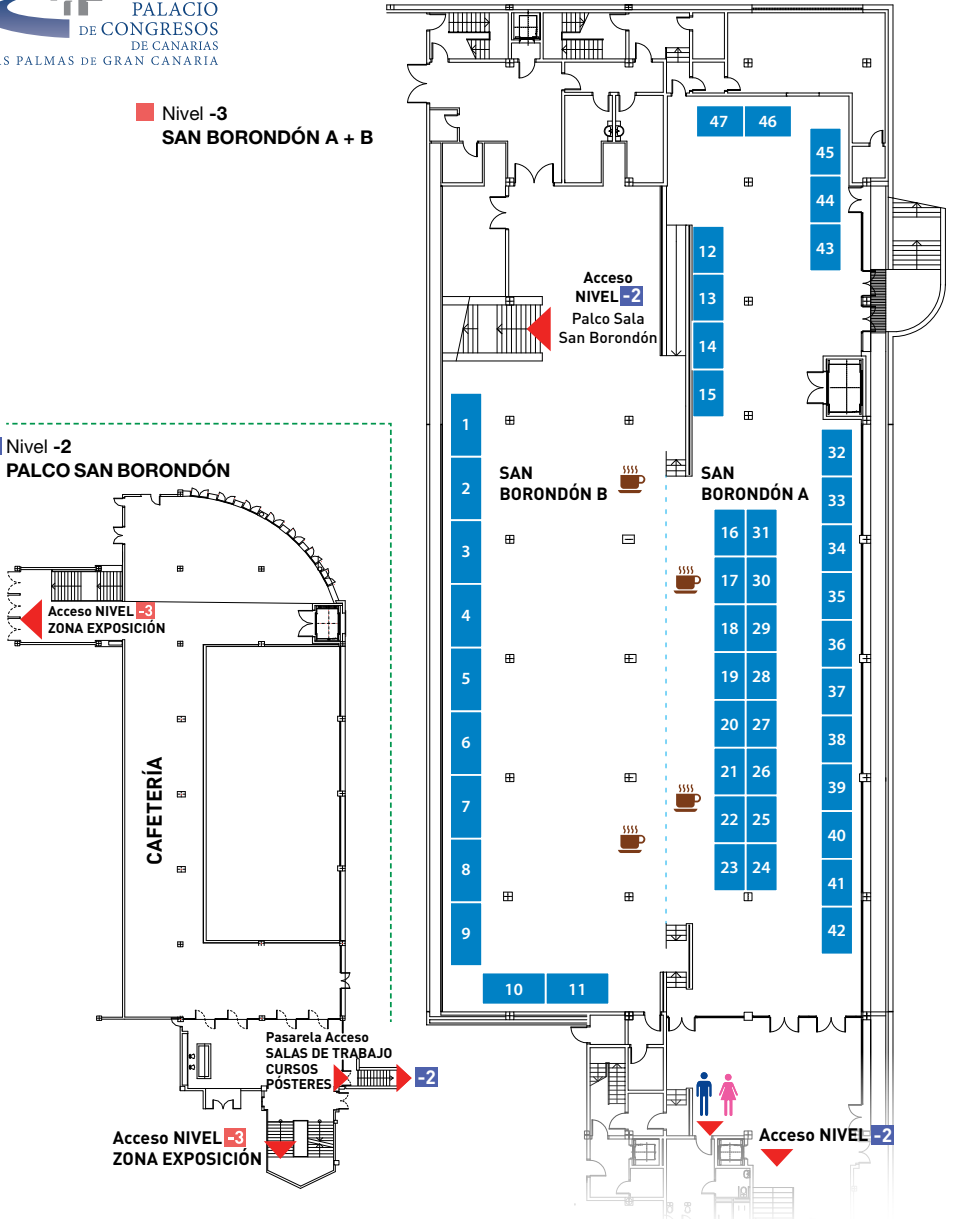 PALACIO
DE CONGRESOS
DE CANARIAS
AS PALMAS DE GRAN CANARIA
Nivel -3
SAN BORONDÓN A + B
47 46
45
44
43
12
13
14
15
Acceso
NIVEL -2
Palco Sala
San Borondón
1
2
3
4
5
6
7
8
9
10 11
SAN
BORONDÓN B
SAN
BORONDÓN A
16 31
17 30
18 29
19 28
20 27
21 26
22 25
23 24
32
33
34
35
36
37
38
39
40
41
42
Nivel -2
PALCO SAN BORONDÓN
Acceso NIVEL -3
ZONA EXPOSICIÓN
CAFETERÍA
Pasarela Acceso
SALAS DE TRABAJO
CURSOS
PÓSTERES
-2
Acceso NIVEL -3
ZONA EXPOSICIÓN
Acceso NIVEL -2